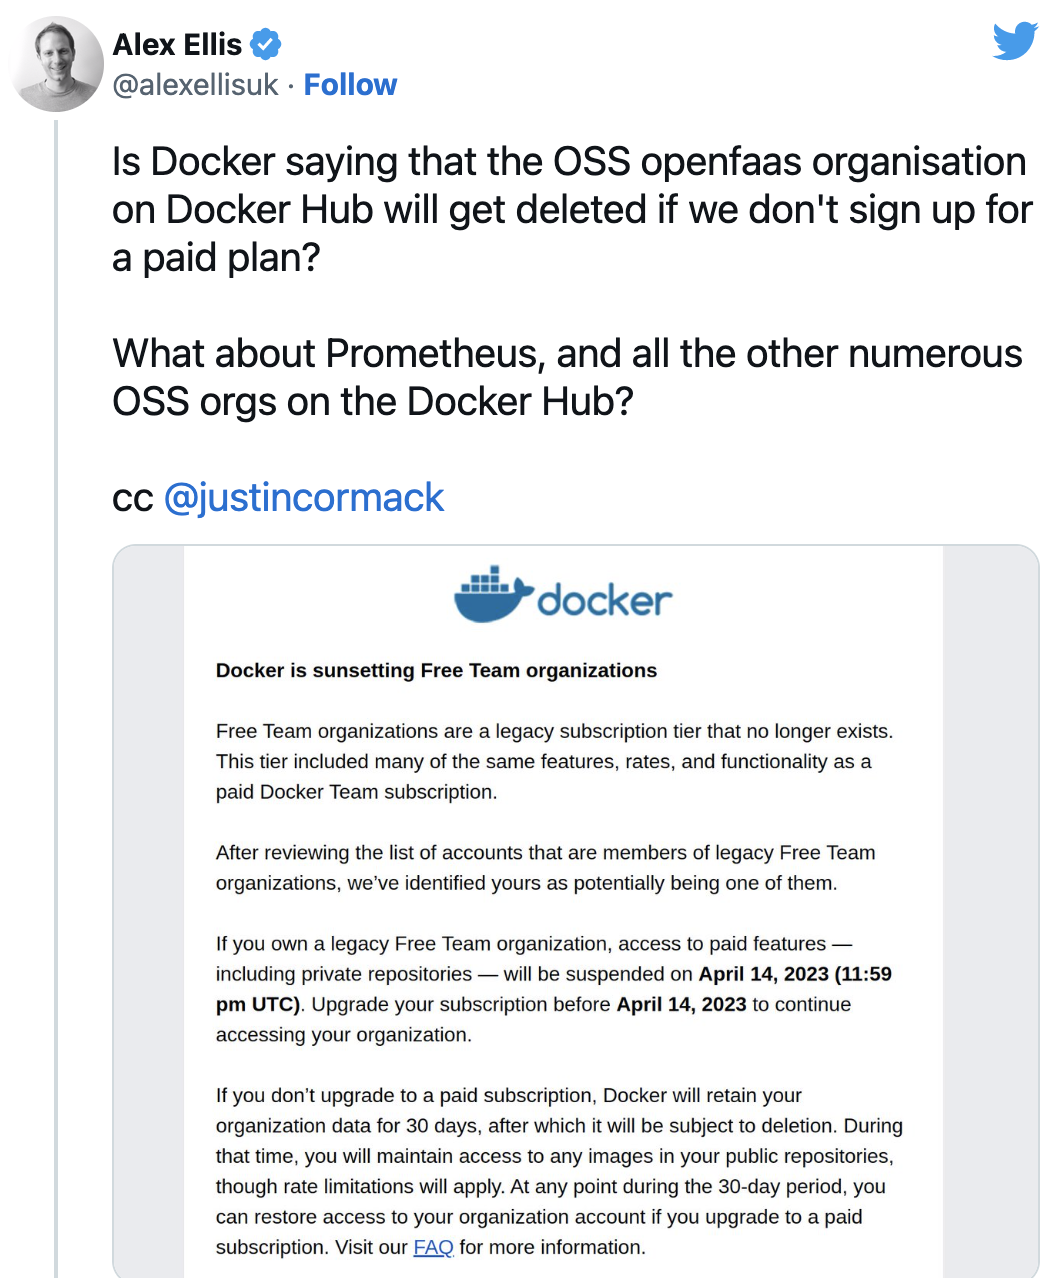 Alex Ellis
@alexellisuk · Follow
Is Docker saying that the OSS openfaas organisation
on Docker Hub will get deleted if we don't sign up for
a paid plan?
What about Prometheus, and all the other numerous
OSS orgs on the Docker Hub?
cc @justincormack
docker
Docker is sunsetting Free Team organizations
Free Team organizations are a legacy subscription tier that no longer exists.
This tier included many of the same features, rates, and functionality as a
paid Docker Team subscription.
After reviewing the list of accounts that are members of legacy Free Team
organizations, we’ve identified yours as potentially being one of them.
If you own a legacy Free Team organization, access to paid features —
including private repositories — will be suspended on April 14, 2023 (11:59
pm UTC). Upgrade your subscription before April 14, 2023 to continue
accessing your organization.
If you don’t upgrade to a paid subscription, Docker will retain your
organization data for 30 days, after which it will be subject to deletion. During
that time, you will maintain access to any images in your public repositories,
though rate limitations will apply. At any point during the 30-day period, you
can restore access to your organization account if you upgrade to a paid
subscription. Visit our FAQ for more information.